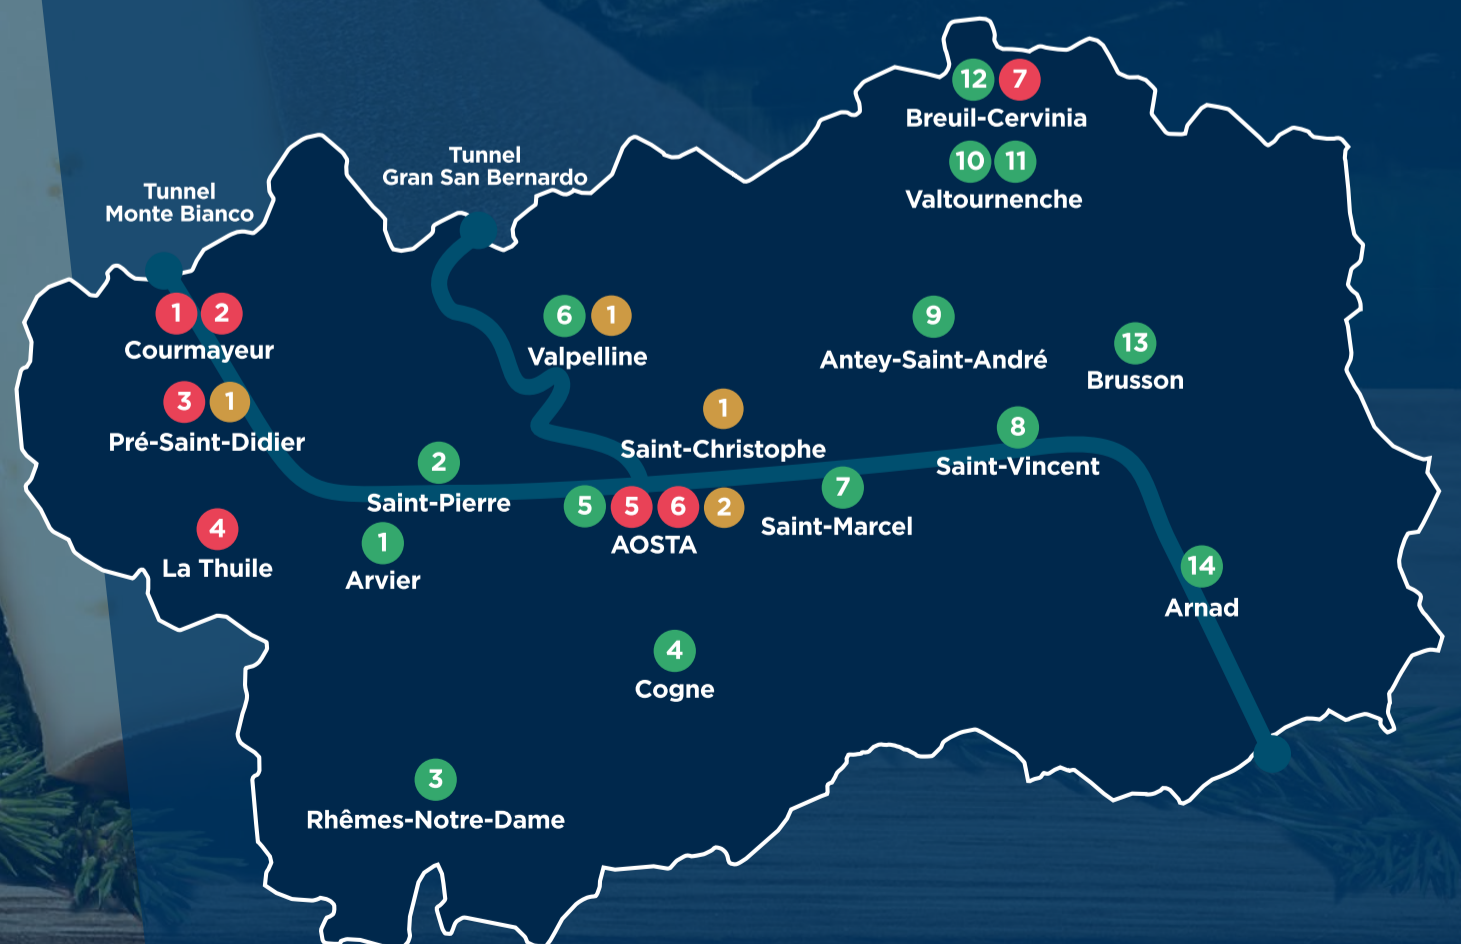 12 7
Breuil-Cervinia
10 11
Valtournenche
Tunnel
Gran San Bernardo
Tunnel
Monte Bianco
1 2
Courmayeur
6 1
Valpelline
9
Antey-Saint-André
13
Brusson
3 1
Pré-Saint-Didier
1
Saint-Christophe
8
Saint-Vincent
2
Saint-Pierre
5 5 6 2
AOSTA
7
Saint-Marcel
4
La Thuile
1
Arvier
14
Arnad
4
Cogne
3
Rhêmes-Notre-Dame